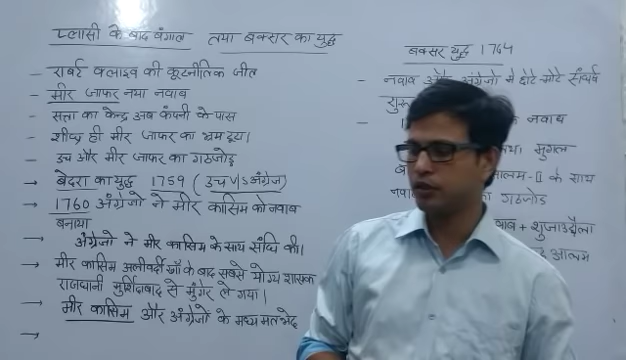 प्लासी के बाद बंगाल तथा बक्सर का युद्ध
- राबर्ट क्लाइव की कूटनीतिक जीत
- मीर जाफर नया नवाब
- सत्ता का केन्द्र अब कंपनी के पास
- शीघ्र ही मीर जाफर का भ्रम टूटा।
- डच और मीर जाफर का गठजोड़
→ बेदरा का युद्ध 1759 (डच V/s अंग्रेज)
→ 1760 अंग्रेजो ने मीर कासिम को नवाब
बनाया
→ अंग्रेजो ने मीर कासिम के साथ संधि की।
→ मीर कासिम अलीवर्दी खाँ के बाद सबसे योग्य शासक
राजधानी मुर्शिदाबाद से मुंगेर ले गया।
→ मीर कासिम और अंग्रेजो के मध्य मतभेद
→
बक्सर युद्ध 1764
- नवाब और अंग्रेजो में छोटे मोटे संघर्ष
शुरू
- के नवाब
तथा मुगल
आलम-II के साथ
नवा का गठजोड़
+ शुजाउद्दौला
आलम